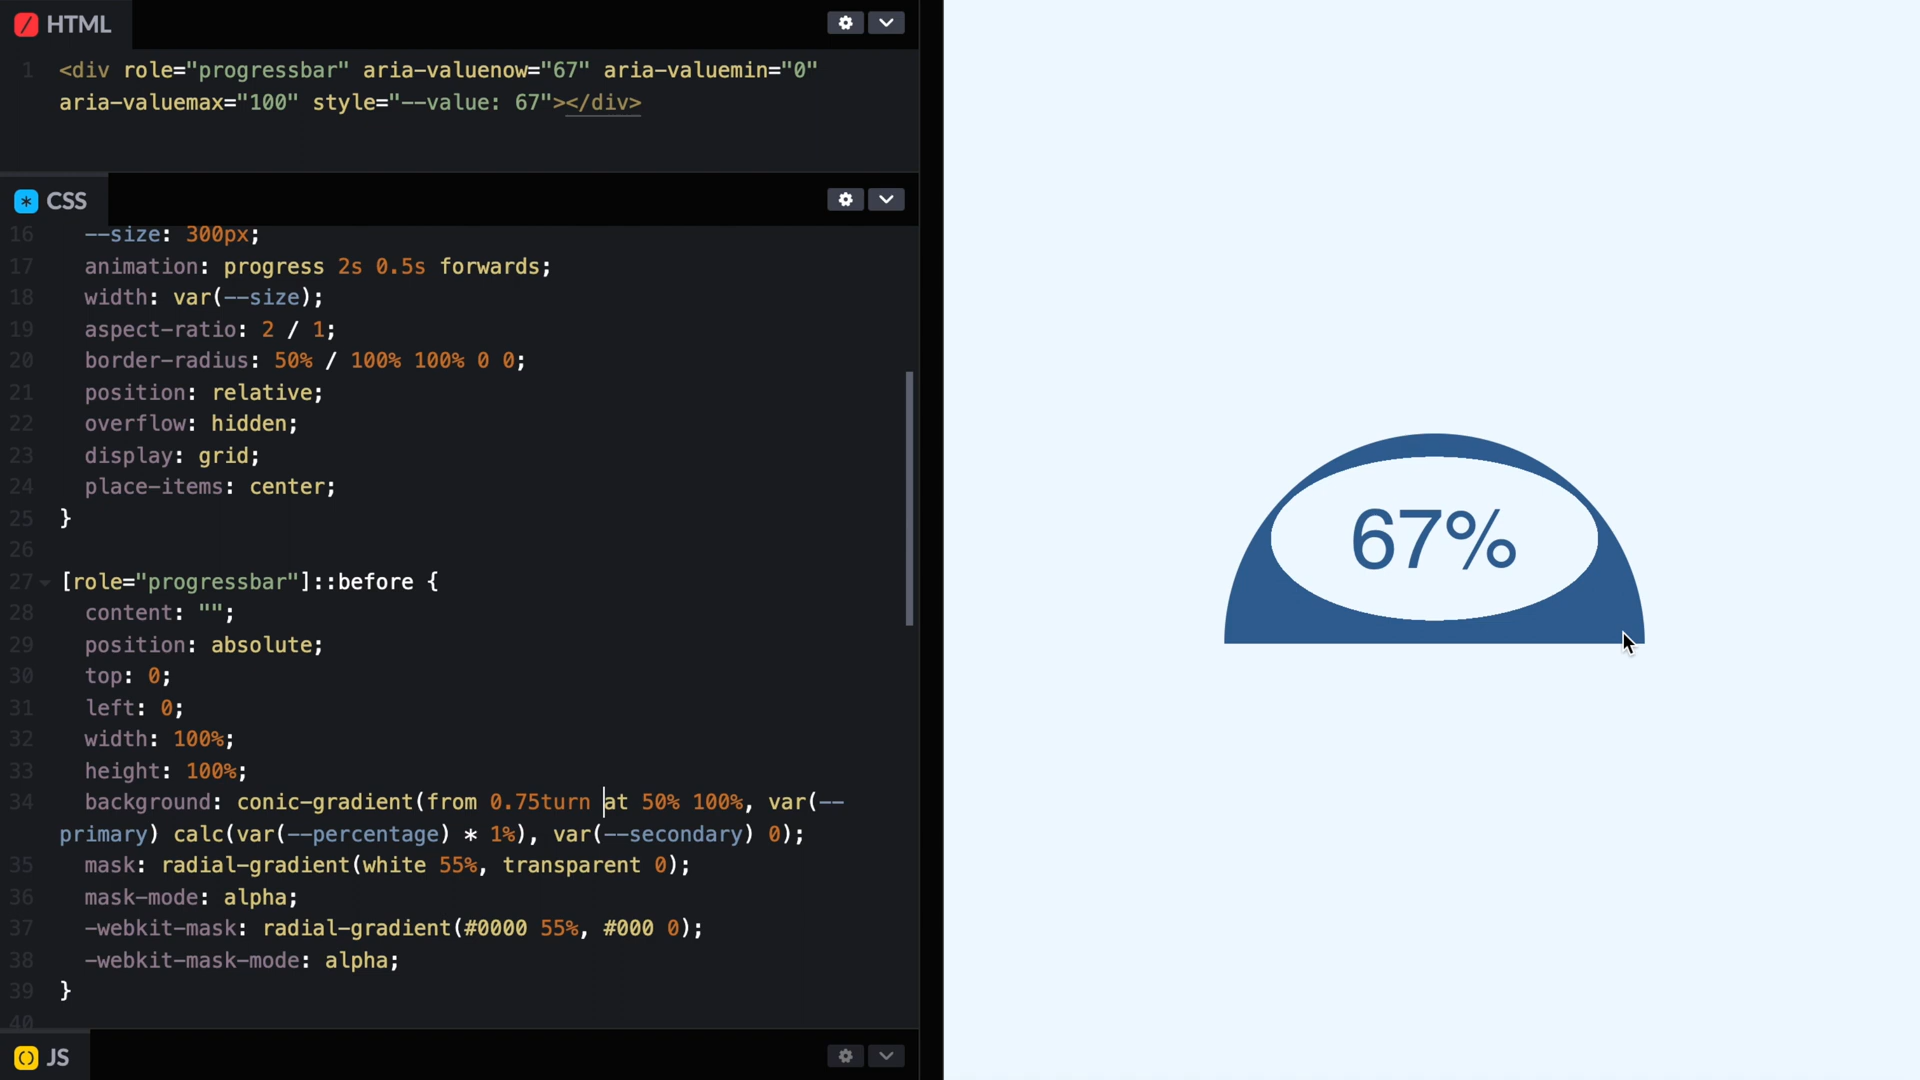 HTML
1 <div role="progressbar" aria-valuenow="67" aria-valuemin="0"
aria-valuemax="100" style="--value: 67"></div>
CSS
16 --size: 300px;
17 animation: progress 2s 0.5s forwards;
18 width: var(--size);
19 aspect-ratio: 2 / 1;
20 border-radius: 50% / 100% 100% 0 0;
21 position: relative;
22 overflow: hidden;
23 display: grid;
24 place-items: center;
25 }
26
27 [role="progressbar"]::before {
28 content: "";
29 position: absolute;
30 top: 0;
31 left: 0;
32 width: 100%;
33 height: 100%;
34 background: conic-gradient(from 0.75turn at 50% 100%, var(--
primary) calc(var(--percentage) * 1%), var(--secondary) 0);
35 mask: radial-gradient(white 55%, transparent 0);
36 mask-mode: alpha;
37 -webkit-mask: radial-gradient(#0000 55%, #000 0);
38 -webkit-mask-mode: alpha;
39 }
40
JS
67%